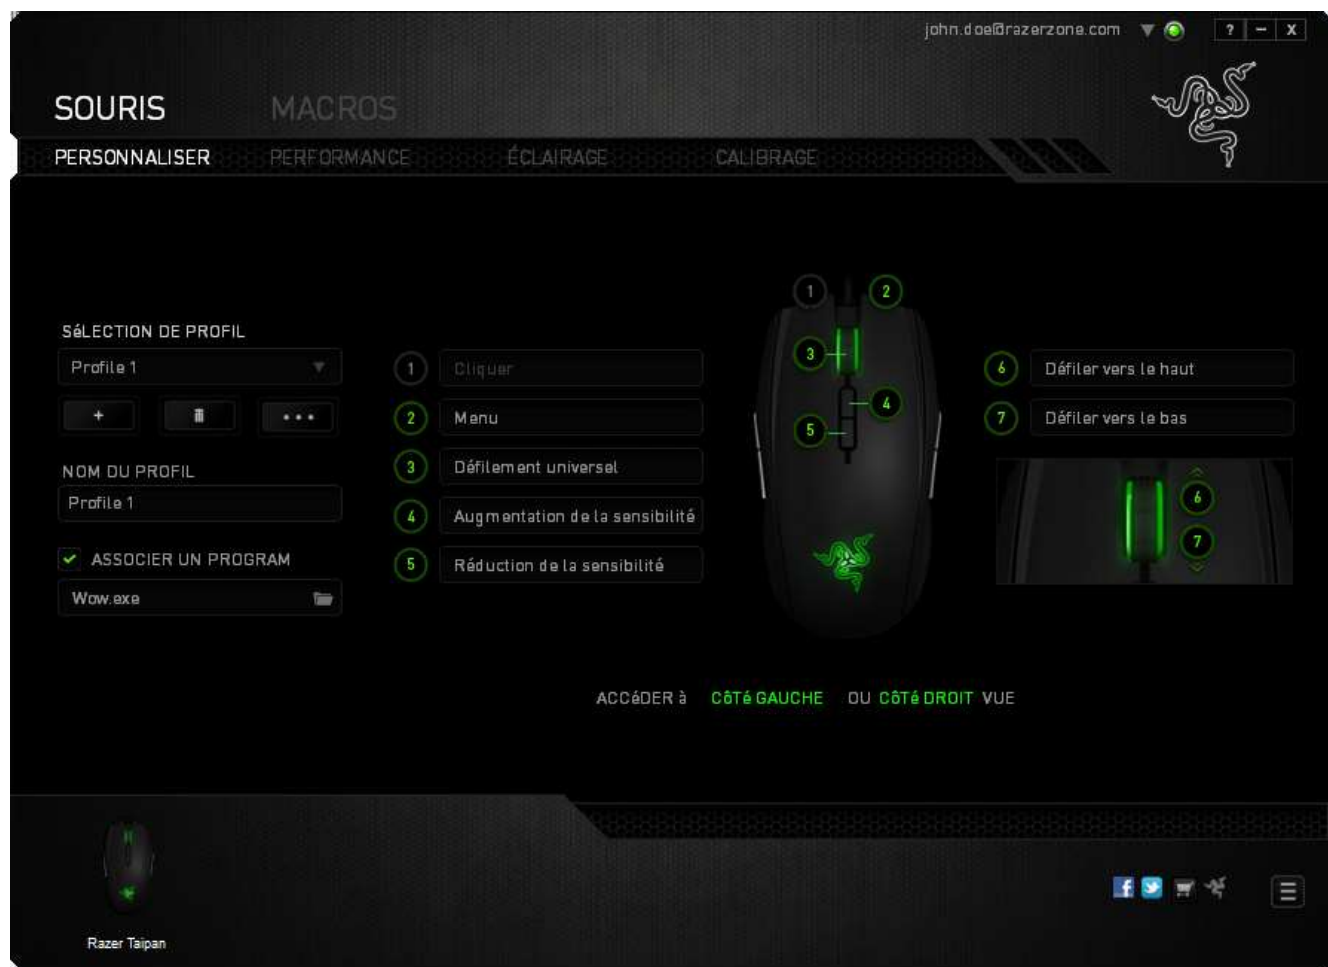 john.doe@razerzone.com
? – X
SOURIS MACROS
PERSONNALISER PERFORMANCE ÉCLAIRAGE CALIBRAGE
1 2
SéLECTION DE PROFIL
Profile 1
+ •••
NOM DU PROFIL
Profile 1
✓ ASSOCIER UN PROGRAM
Wow.exe
1 Cliquer
2 Menu
3 Défilement universel
4 Augmentation de la sensibilité
5 Réduction de la sensibilité
3
4
5
6 Défiler vers le haut
7 Défiler vers le bas
6
7
ACCéDER à CôTé GAUCHE OU CôTé DROIT VUE
Razer Taipan
f